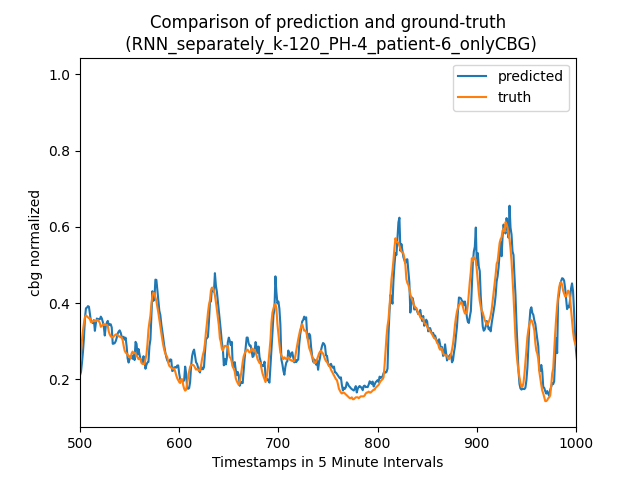 Comparison of prediction and ground-truth
(RNN_separately_k-120_PH-4_patient-6_onlyCBG)
predicted
truth
cbg normalized
1.0
0.8
0.6
0.4
0.2
500 600 700 800 900 1000
Timestamps in 5 Minute Intervals